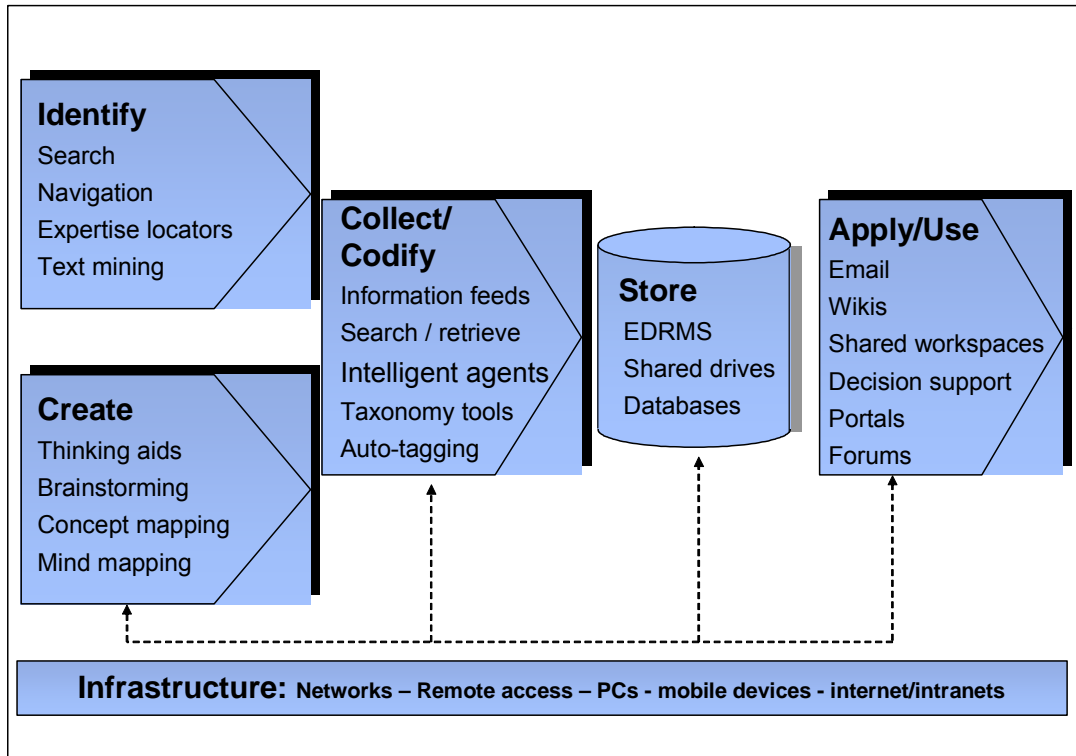 Identify
Search
Navigation
Expertise locators
Text mining
Create
Thinking aids
Brainstorming
Concept mapping
Mind mapping
Collect/
Codify
Information feeds
Search / retrieve
Intelligent agents
Taxonomy tools
Auto-tagging
Store
EDRMS
Shared drives
Databases
Apply/Use
Email
Wikis
Shared workspaces
Decision support
Portals
Forums
Infrastructure: Networks – Remote access – PCs - mobile devices - internet/intranets